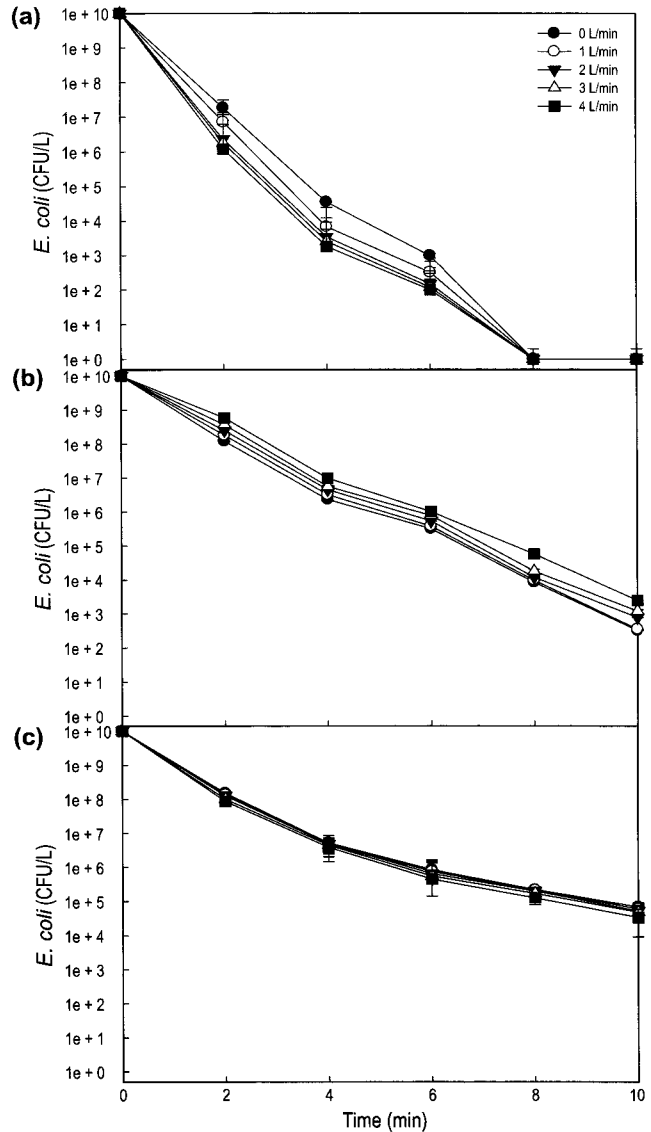 (a)
1e + 10
1e + 9
1e + 8
1e + 7
1e + 6
1e + 5
1e + 4
1e + 3
1e + 2
1e + 1
1e + 0
E. coli (CFU/L)
0 L/min
1 L/min
2 L/min
3 L/min
4 L/min
(b)
1e + 10
1e + 9
1e + 8
1e + 7
1e + 6
1e + 5
1e + 4
1e + 3
1e + 2
1e + 1
1e + 0
E. coli (CFU/L)
(c)
1e + 10
1e + 9
1e + 8
1e + 7
1e + 6
1e + 5
1e + 4
1e + 3
1e + 2
1e + 1
1e + 0
E. coli (CFU/L)
0 2 4 6 8 10
Time (min)